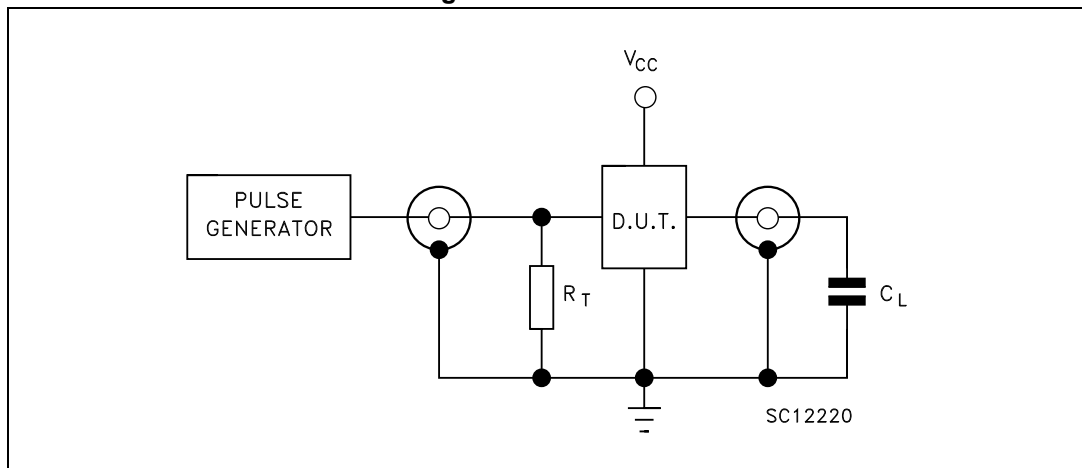 V_CC
PULSE
GENERATOR
D.U.T.
R_T
C_L
SC12220